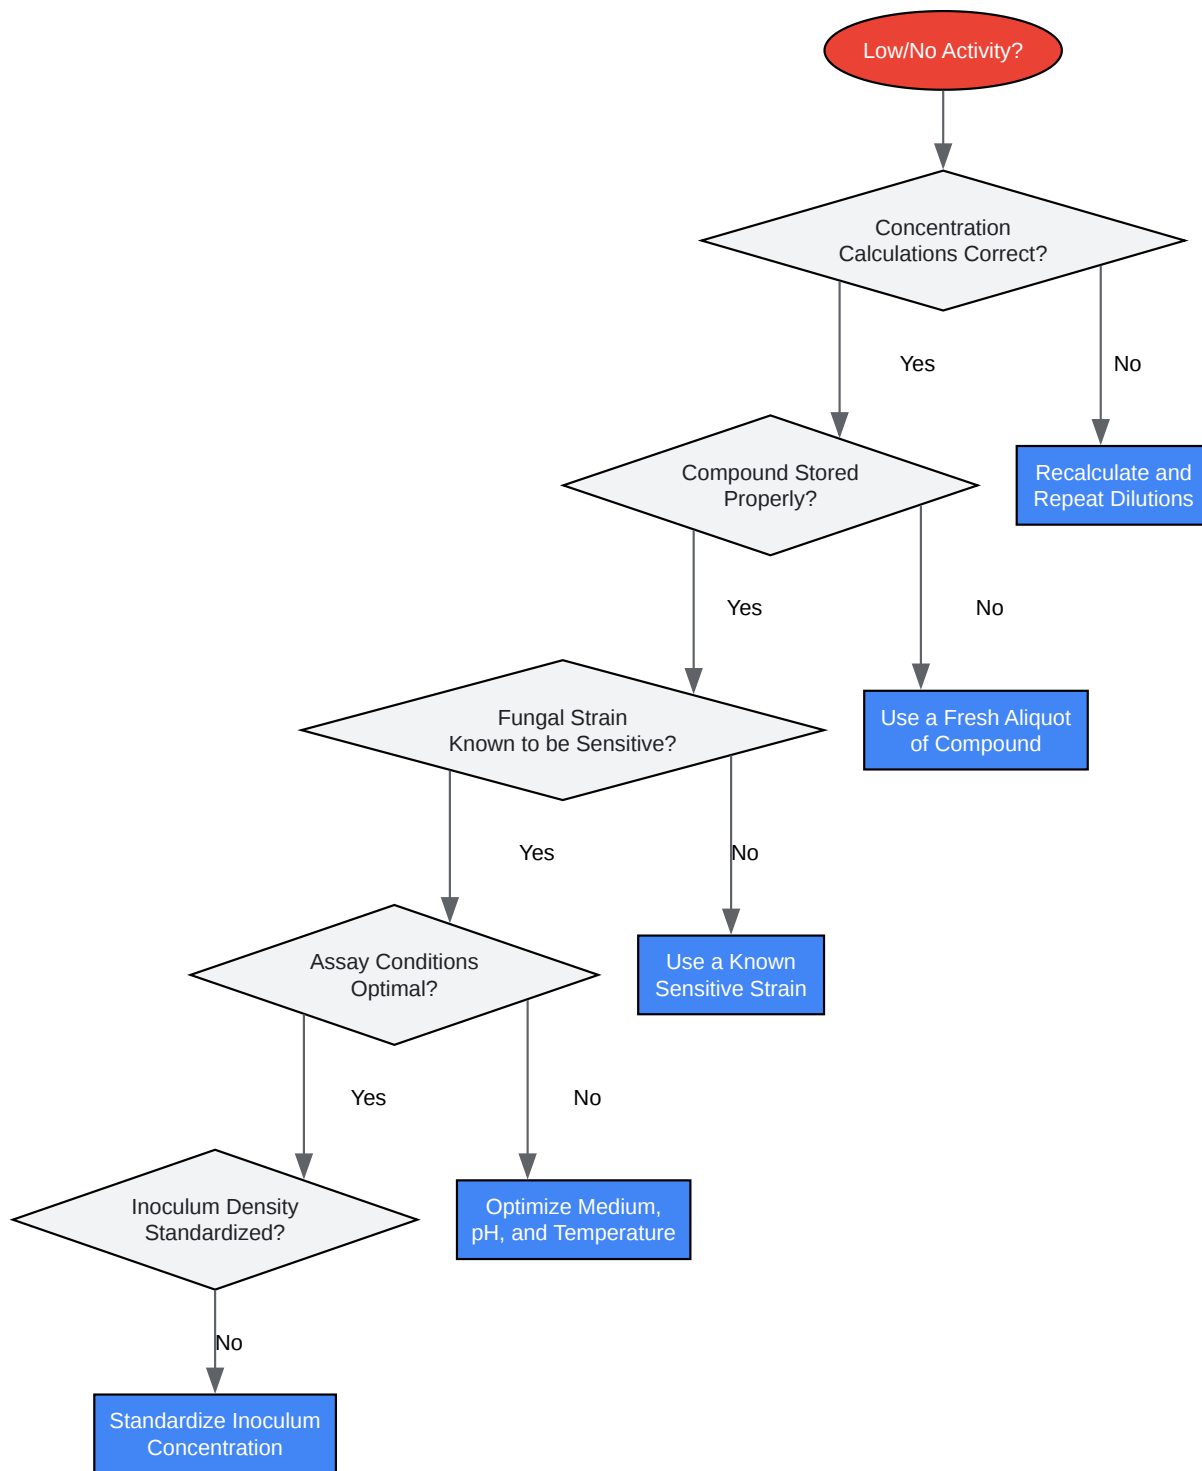 Low/No Activity?
Concentration
Calculations Correct?
Yes
No
Compound Stored
Properly?
Recalculate and
Repeat Dilutions
Yes
No
Fungal Strain
Known to be Sensitive?
Use a Fresh Aliquot
of Compound
Yes
No
Assay Conditions
Optimal?
Use a Known
Sensitive Strain
Yes
No
Inoculum Density
Standardized?
Optimize Medium,
pH, and Temperature
No
Standardize Inoculum
Concentration